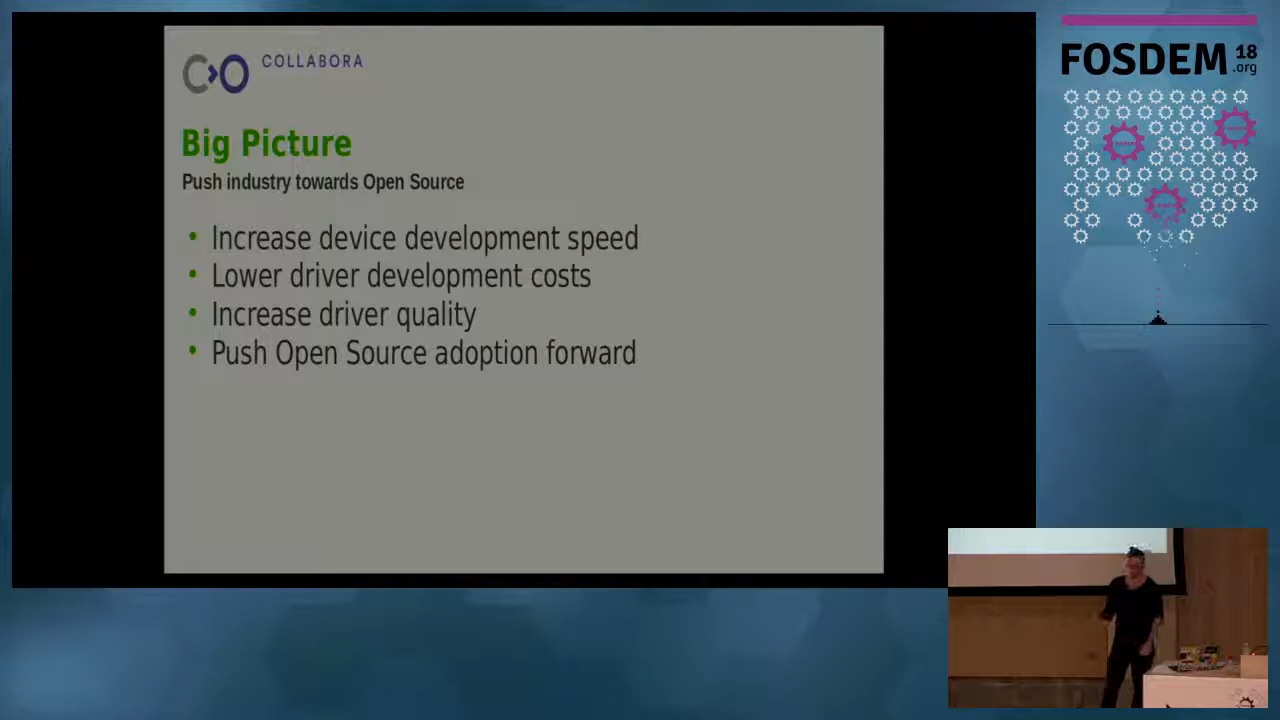 COLLABORA
Big Picture
Push industry towards Open Source
• Increase device development speed
• Lower driver development costs
• Increase driver quality
• Push Open Source adoption forward
FOSDEM 18
.org